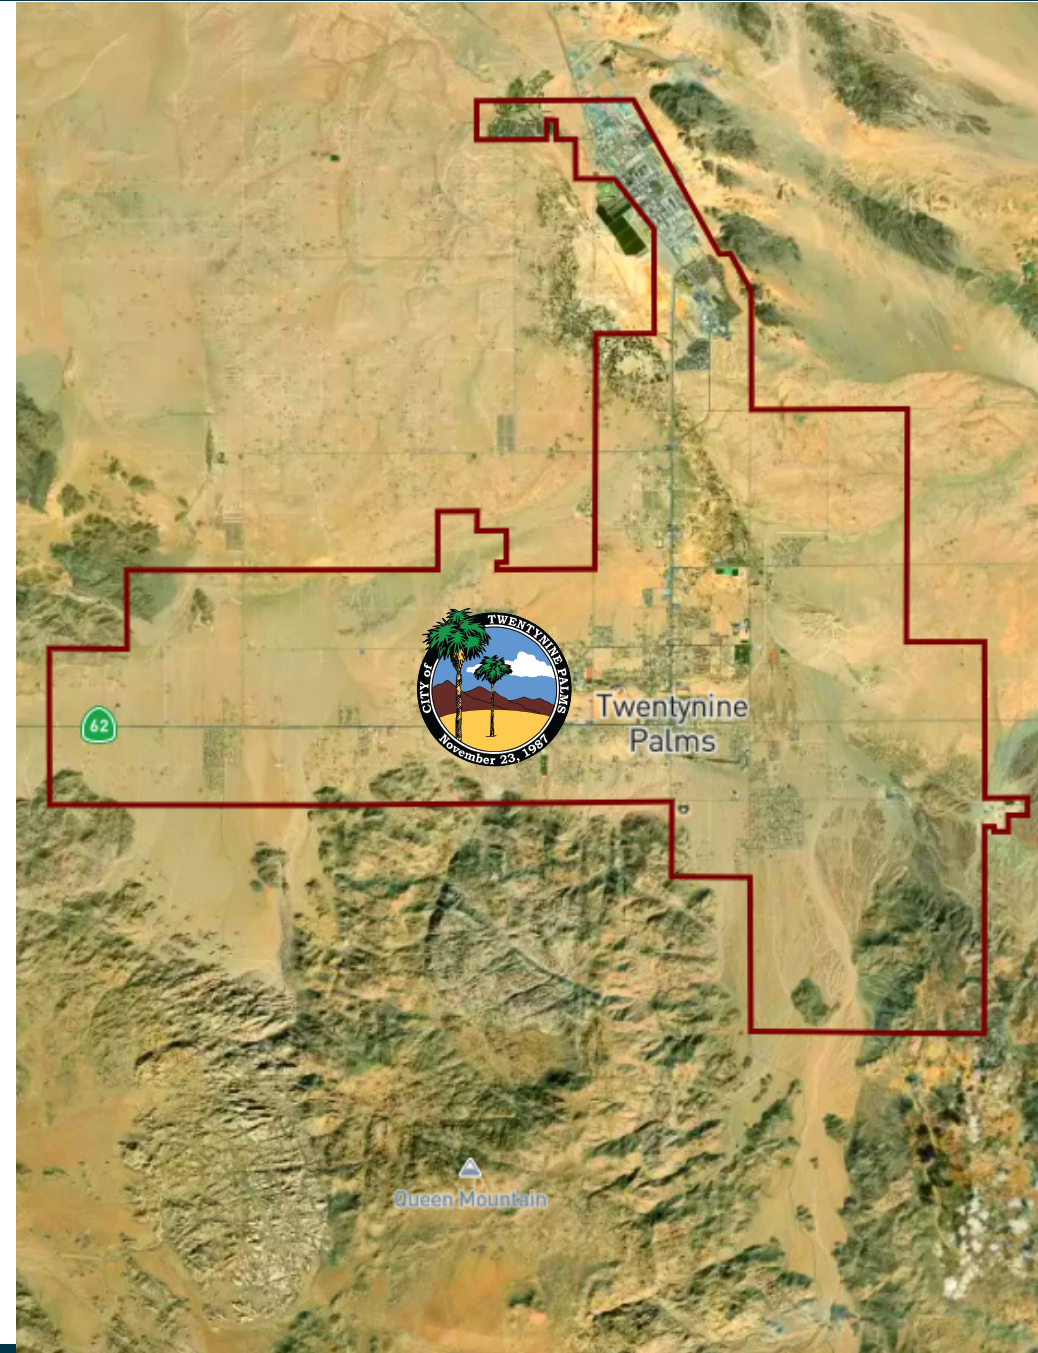 CITY of TWENTYNINE PALMS
November 23, 1987
62
Twentynine
Palms
Queen Mountain